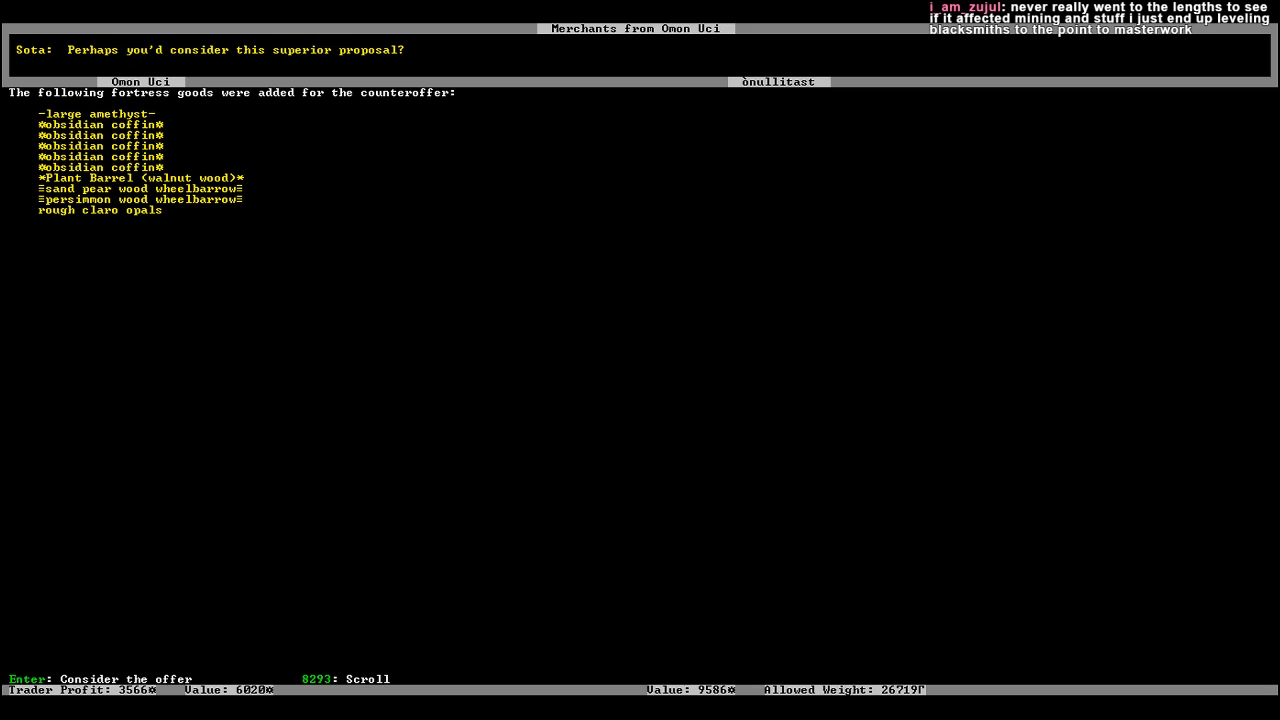 i_am_zujul: never really went to the lengths to see
if it affected mining and stuff i just end up leveling
blacksmiths to the point to masterwork
Merchants from Omon Uci
Sota:  Perhaps you'd consider this superior proposal?
Omon Uci
ònullitast
The following fortress goods were added for the counteroffer:
-large amethyst-
☼obsidian coffin☼
☼obsidian coffin☼
☼obsidian coffin☼
☼obsidian coffin☼
☼obsidian coffin☼
*Plant Barrel (walnut wood)*
≡sand pear wood wheelbarrow≡
≡persimmon wood wheelbarrow≡
rough claro opals
Enter: Consider the offer
8293: Scroll
Trader Profit: 3566☼
Value: 6020☼
Value: 9586☼
Allowed Weight: 26719Γ